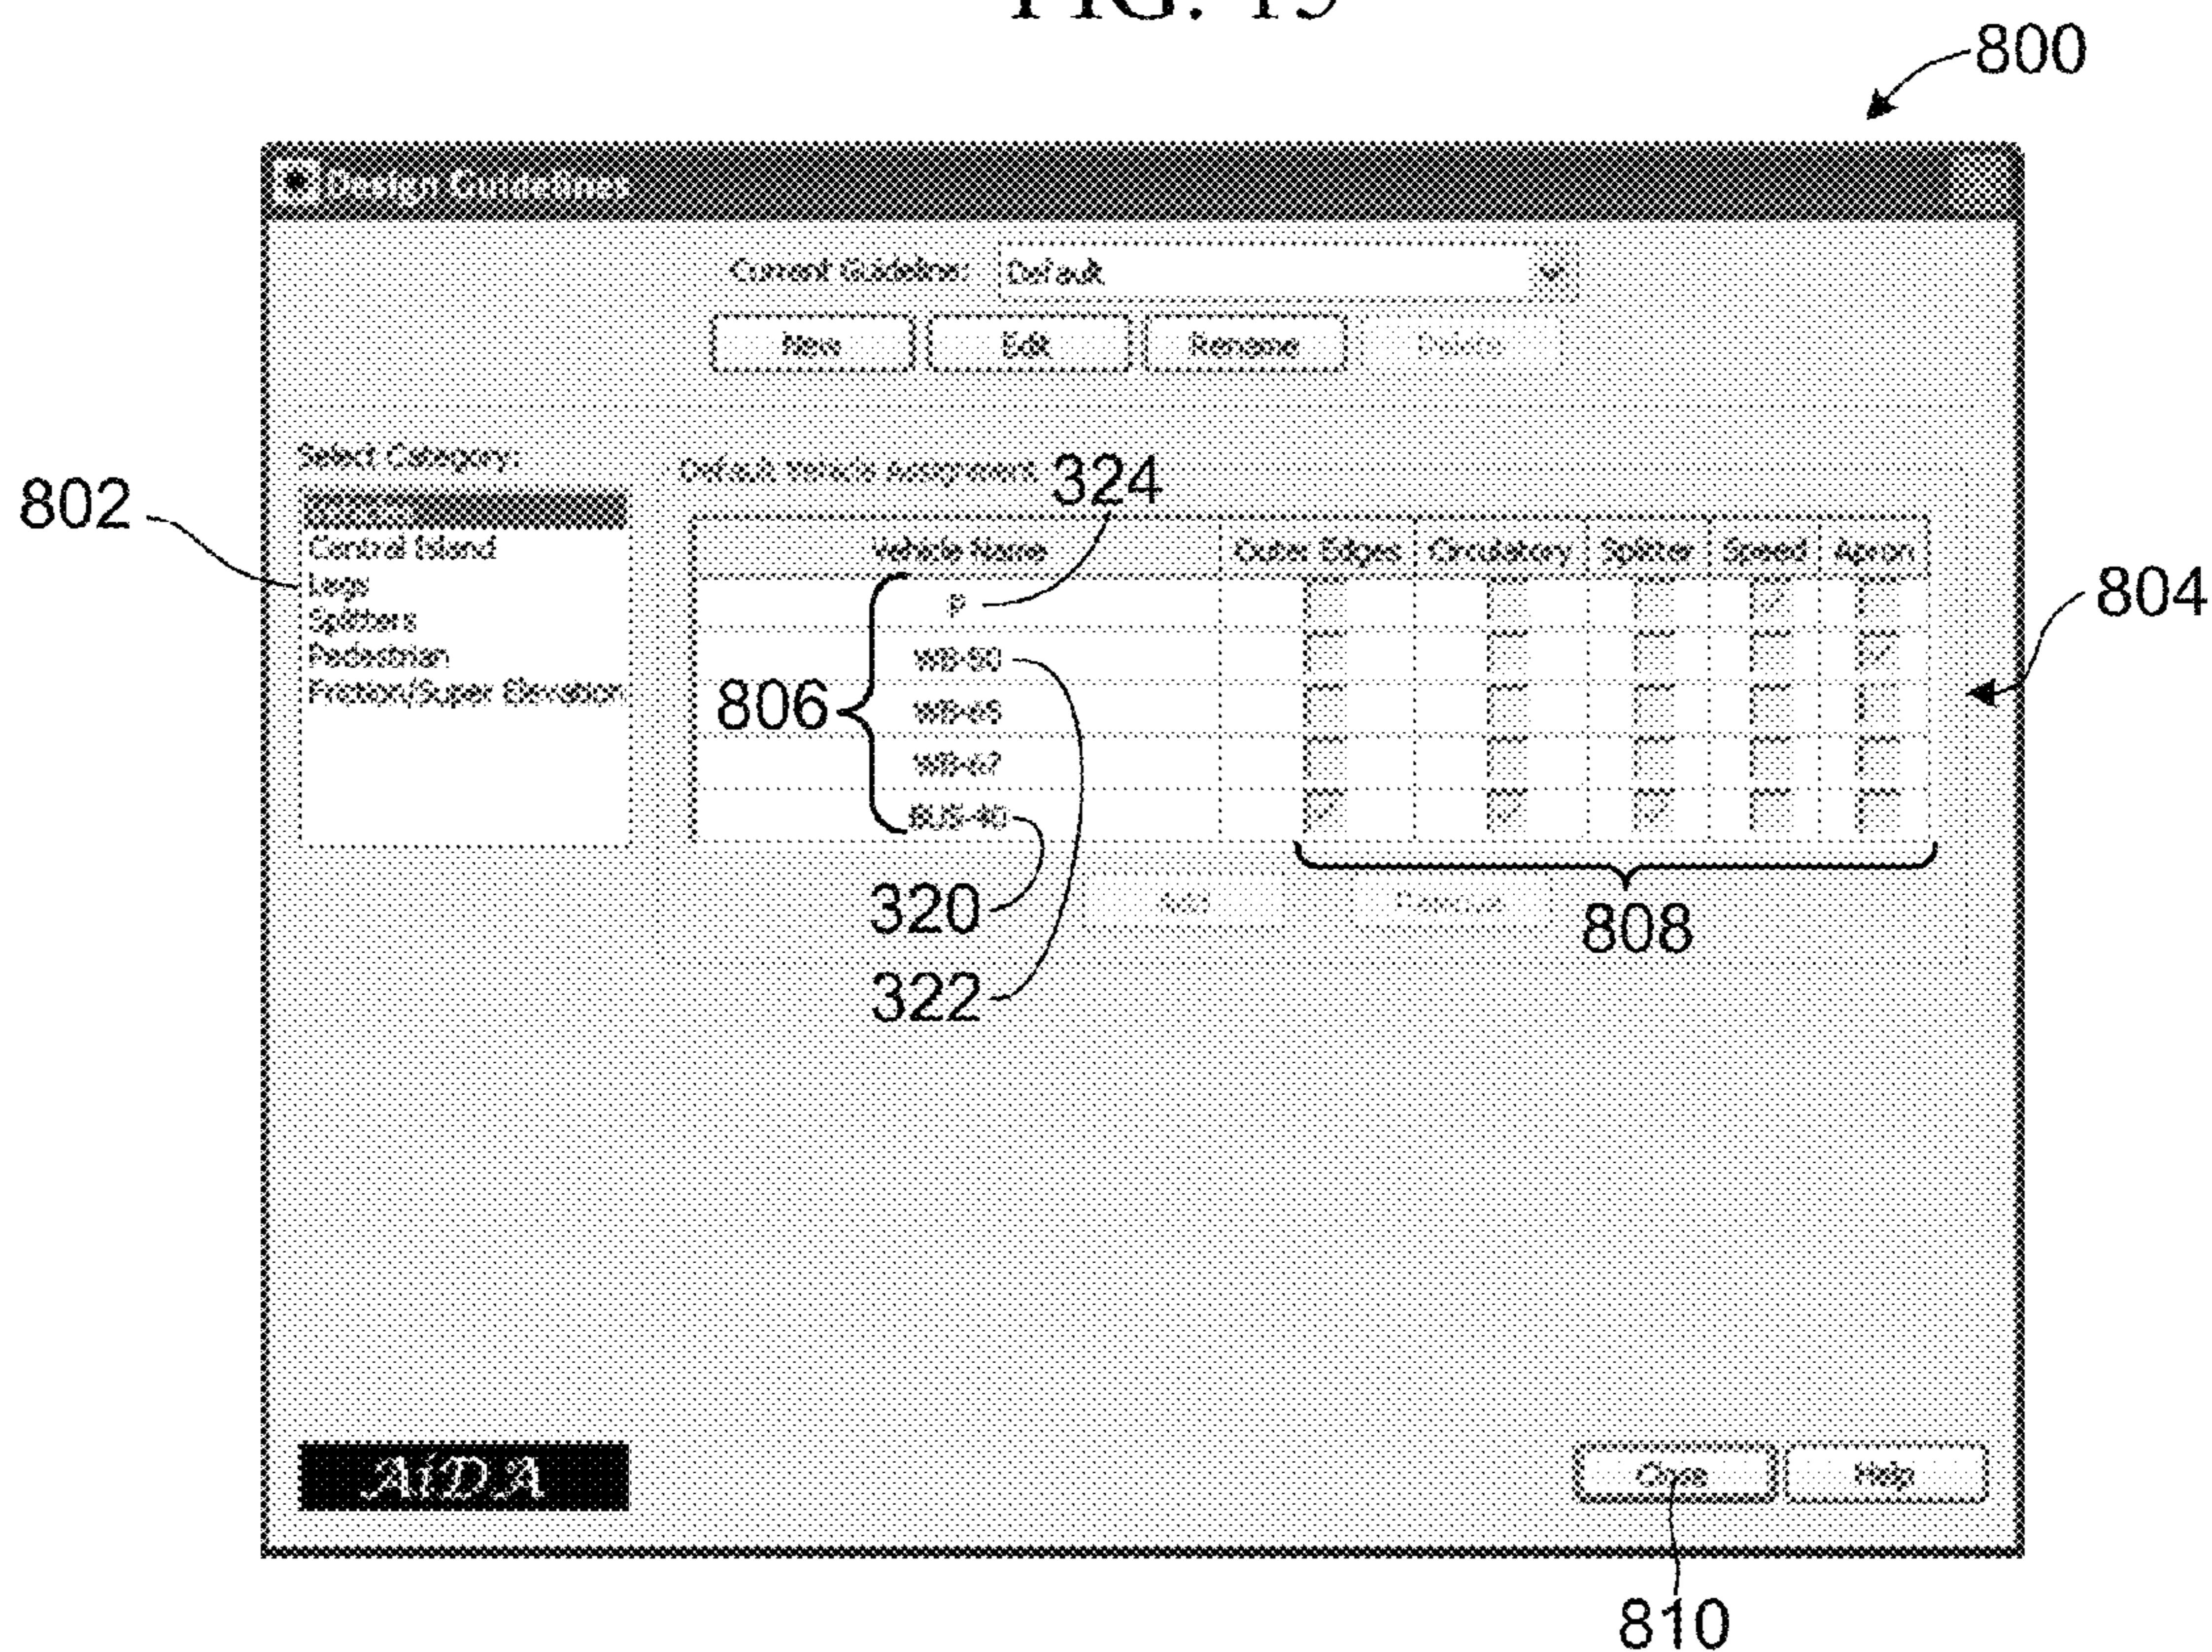 FIG. 15
800
Design Guidelines
Current Guideline: Default
New Edit Rename Delete
Select Category:
Central Island
Legs
Splitters
Pedestrian
Friction/Super Elevation
802
Default Vehicle Assignment
324
Vehicle Name Outer Edges Circulatory Splitter Speed Apron
P
WB-50
WB-65
WB-67
BUS-40
804
806
320
322
Add Remove
808
AiDA
Close Help
810